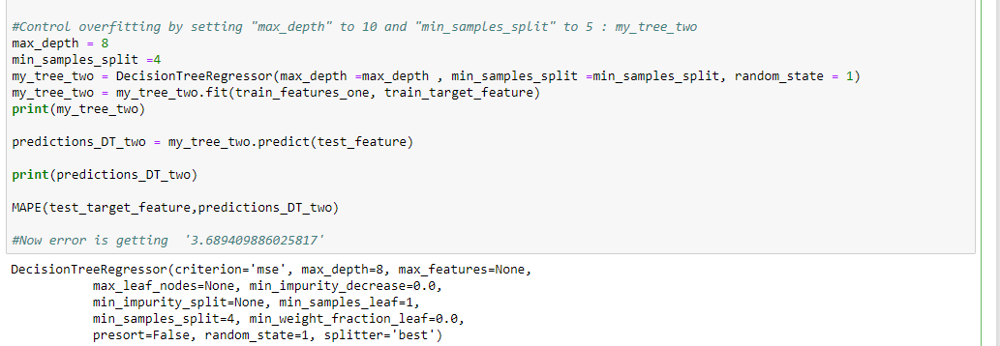 #Control overfitting by setting "max_depth" to 10 and "min_samples_split" to 5 : my_tree_two
max_depth = 8
min_samples_split =4
my_tree_two = DecisionTreeRegressor(max_depth =max_depth , min_samples_split =min_samples_split, random_state = 1)
my_tree_two = my_tree_two.fit(train_features_one, train_target_feature)
print(my_tree_two)
predictions_DT_two = my_tree_two.predict(test_feature)
print(predictions_DT_two)
MAPE(test_target_feature,predictions_DT_two)
#Now error is getting  '3.689409886025817'
DecisionTreeRegressor(criterion='mse', max_depth=8, max_features=None,
max_leaf_nodes=None, min_impurity_decrease=0.0,
min_impurity_split=None, min_samples_leaf=1,
min_samples_split=4, min_weight_fraction_leaf=0.0,
presort=False, random_state=1, splitter='best')